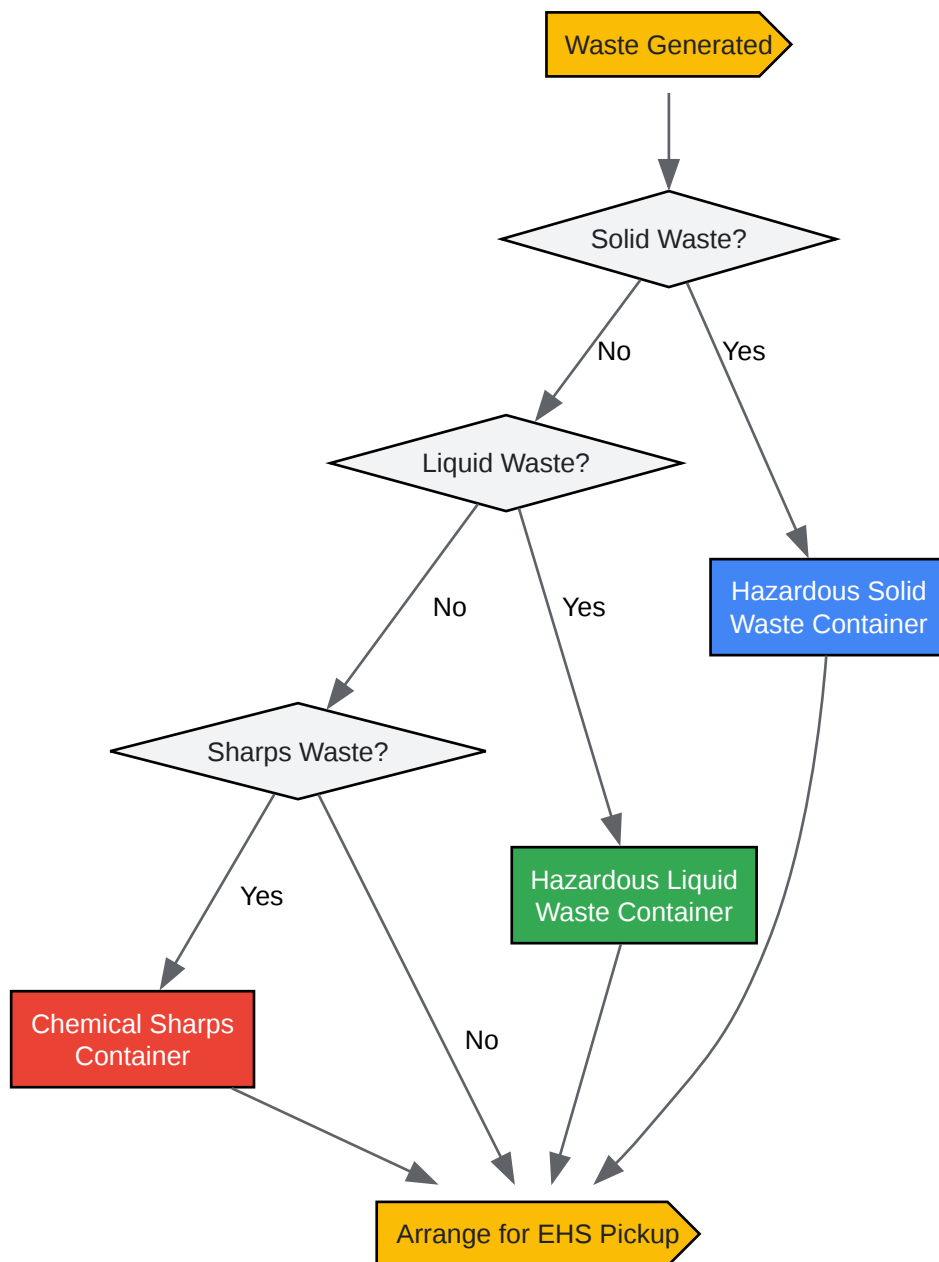 Waste Generated
Solid Waste?
No
Yes
Liquid Waste?
Hazardous Solid
Waste Container
No
Yes
Sharps Waste?
Hazardous Liquid
Waste Container
Yes
Chemical Sharps
Container
No
Arrange for EHS Pickup